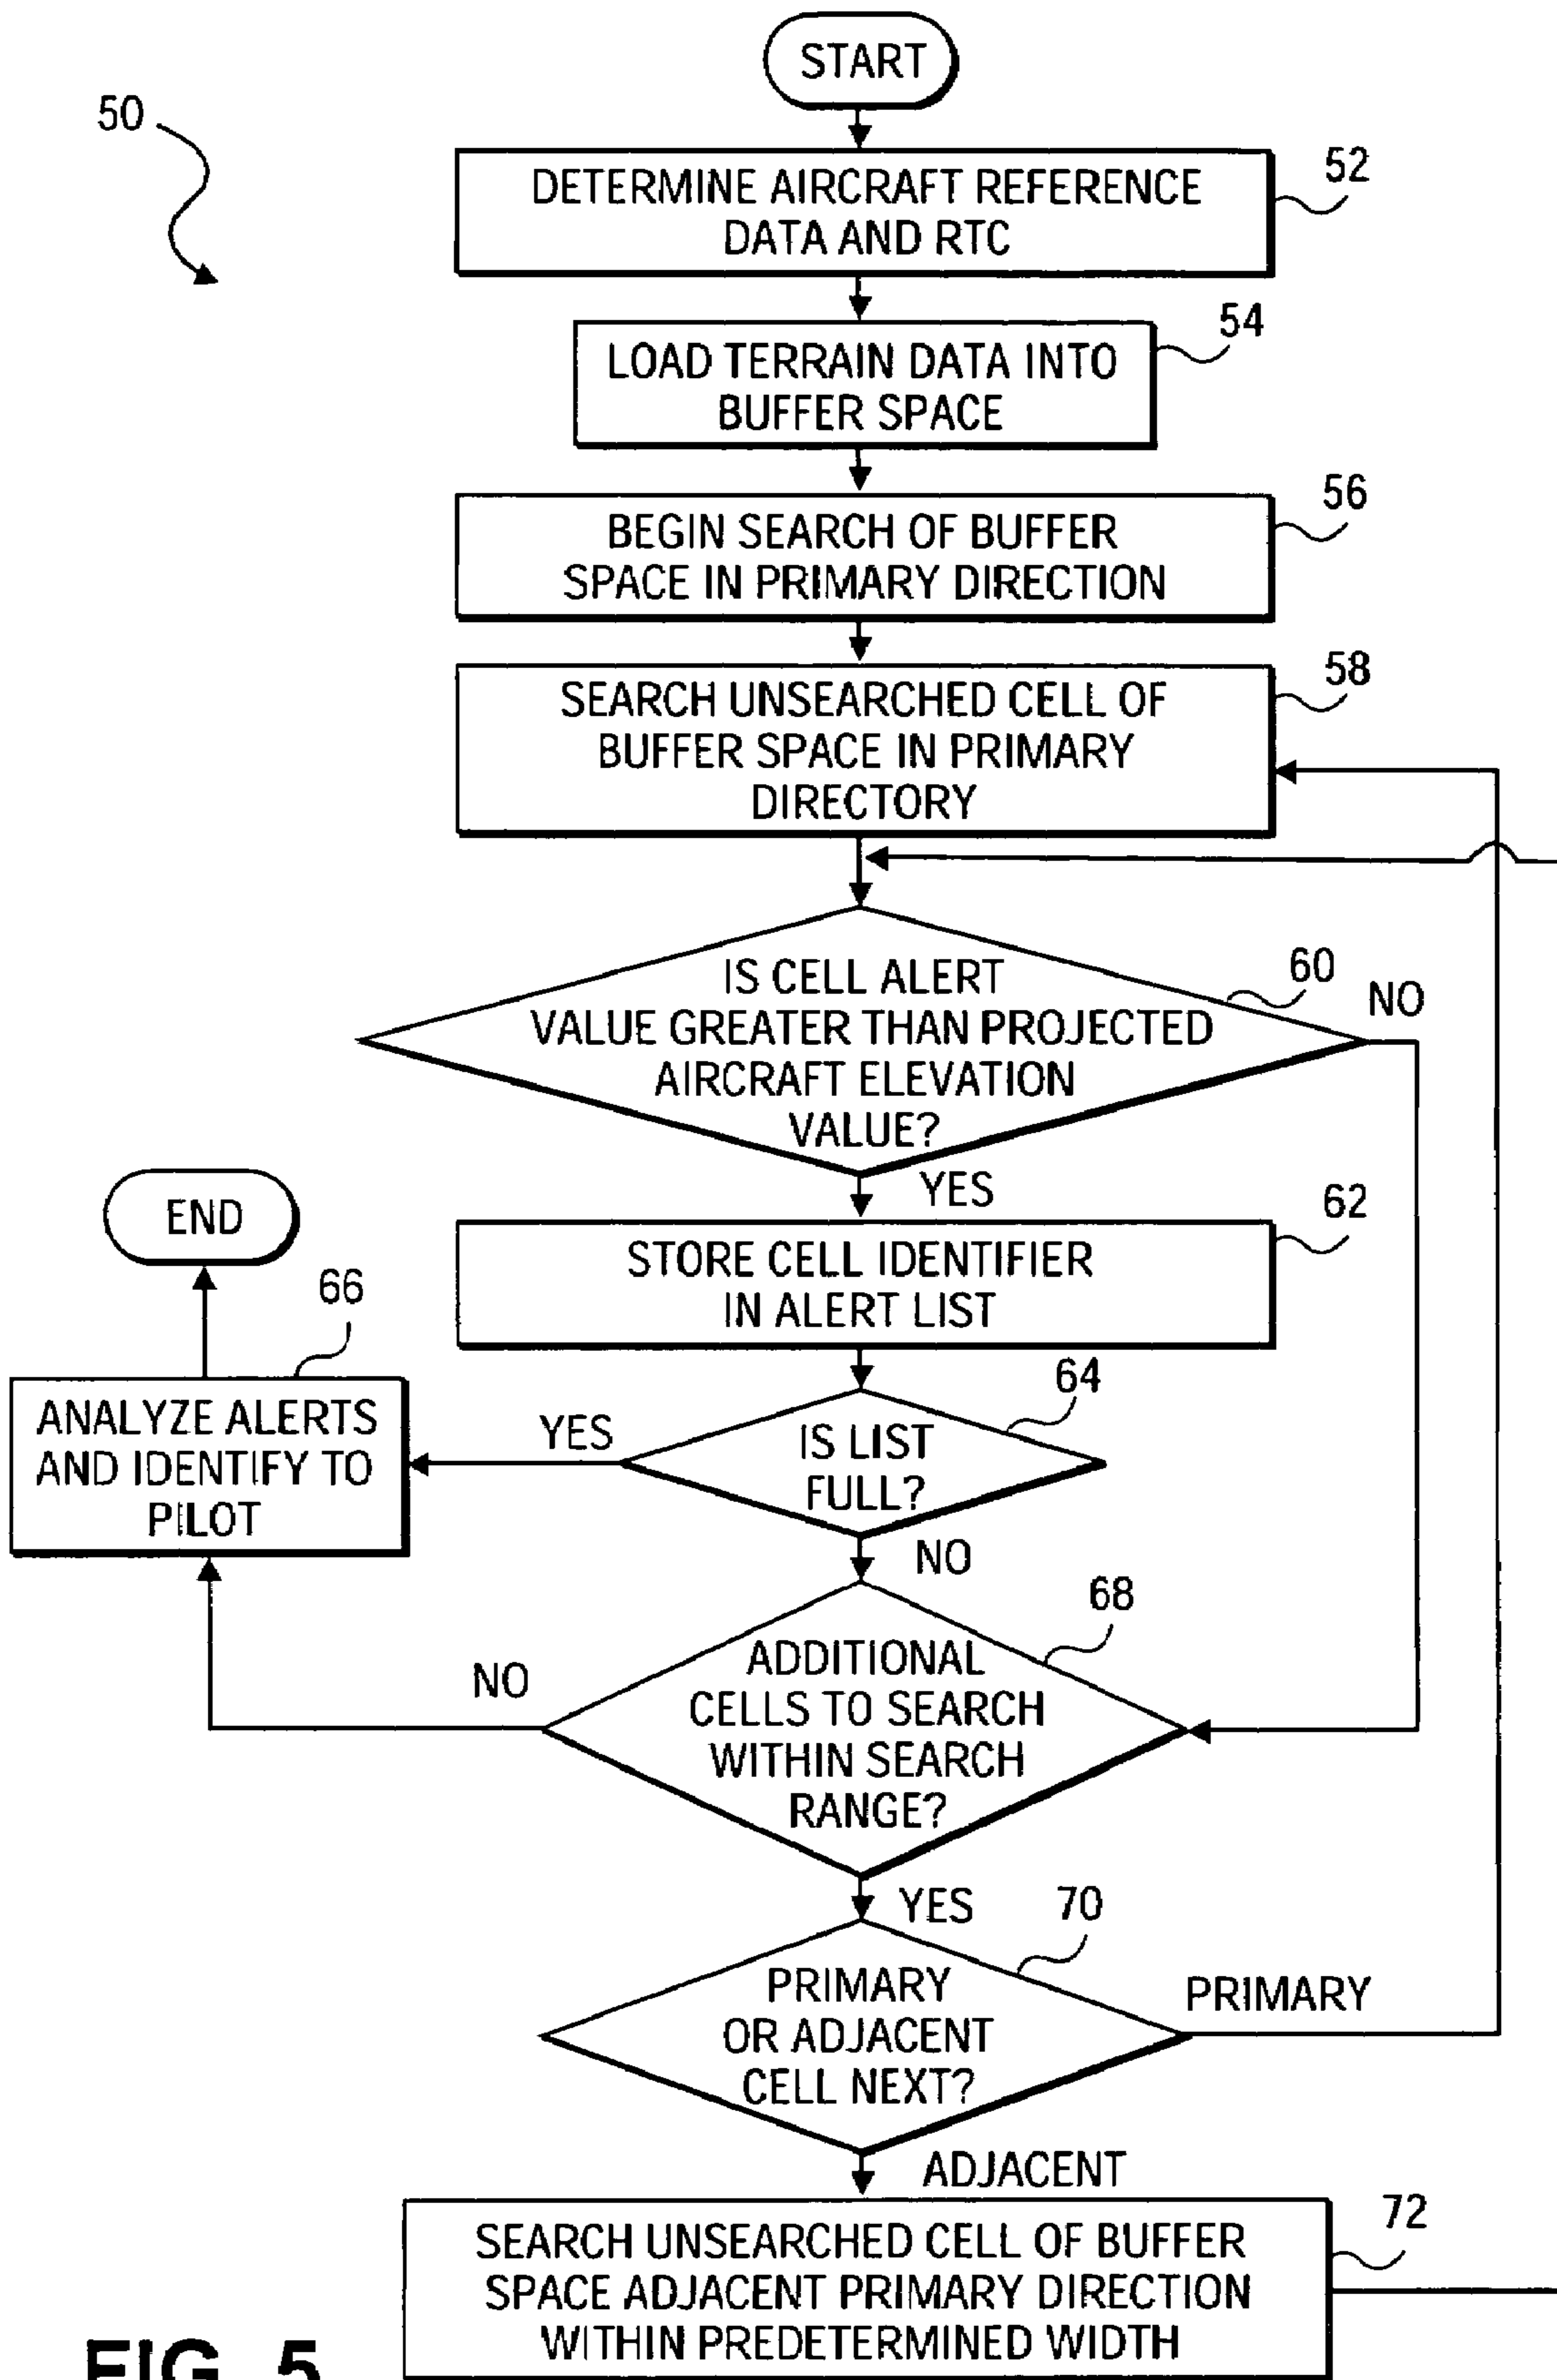 START
50
52
DETERMINE AIRCRAFT REFERENCE
DATA AND RTC
54
LOAD TERRAIN DATA INTO
BUFFER SPACE
56
BEGIN SEARCH OF BUFFER
SPACE IN PRIMARY DIRECTION
58
SEARCH UNSEARCHED CELL OF
BUFFER SPACE IN PRIMARY
DIRECTORY
60
NO
IS CELL ALERT
VALUE GREATER THAN PROJECTED
AIRCRAFT ELEVATION
VALUE?
YES
END
62
STORE CELL IDENTIFIER
IN ALERT LIST
66
64
ANALYZE ALERTS
AND IDENTIFY TO
PILOT
YES
IS LIST
FULL?
NO
68
NO
ADDITIONAL
CELLS TO SEARCH
WITHIN SEARCH
RANGE?
YES
70
PRIMARY
PRIMARY
OR ADJACENT
CELL NEXT?
ADJACENT
72
SEARCH UNSEARCHED CELL OF BUFFER
SPACE ADJACENT PRIMARY DIRECTION
WITHIN PREDETERMINED WIDTH
FIG. 5